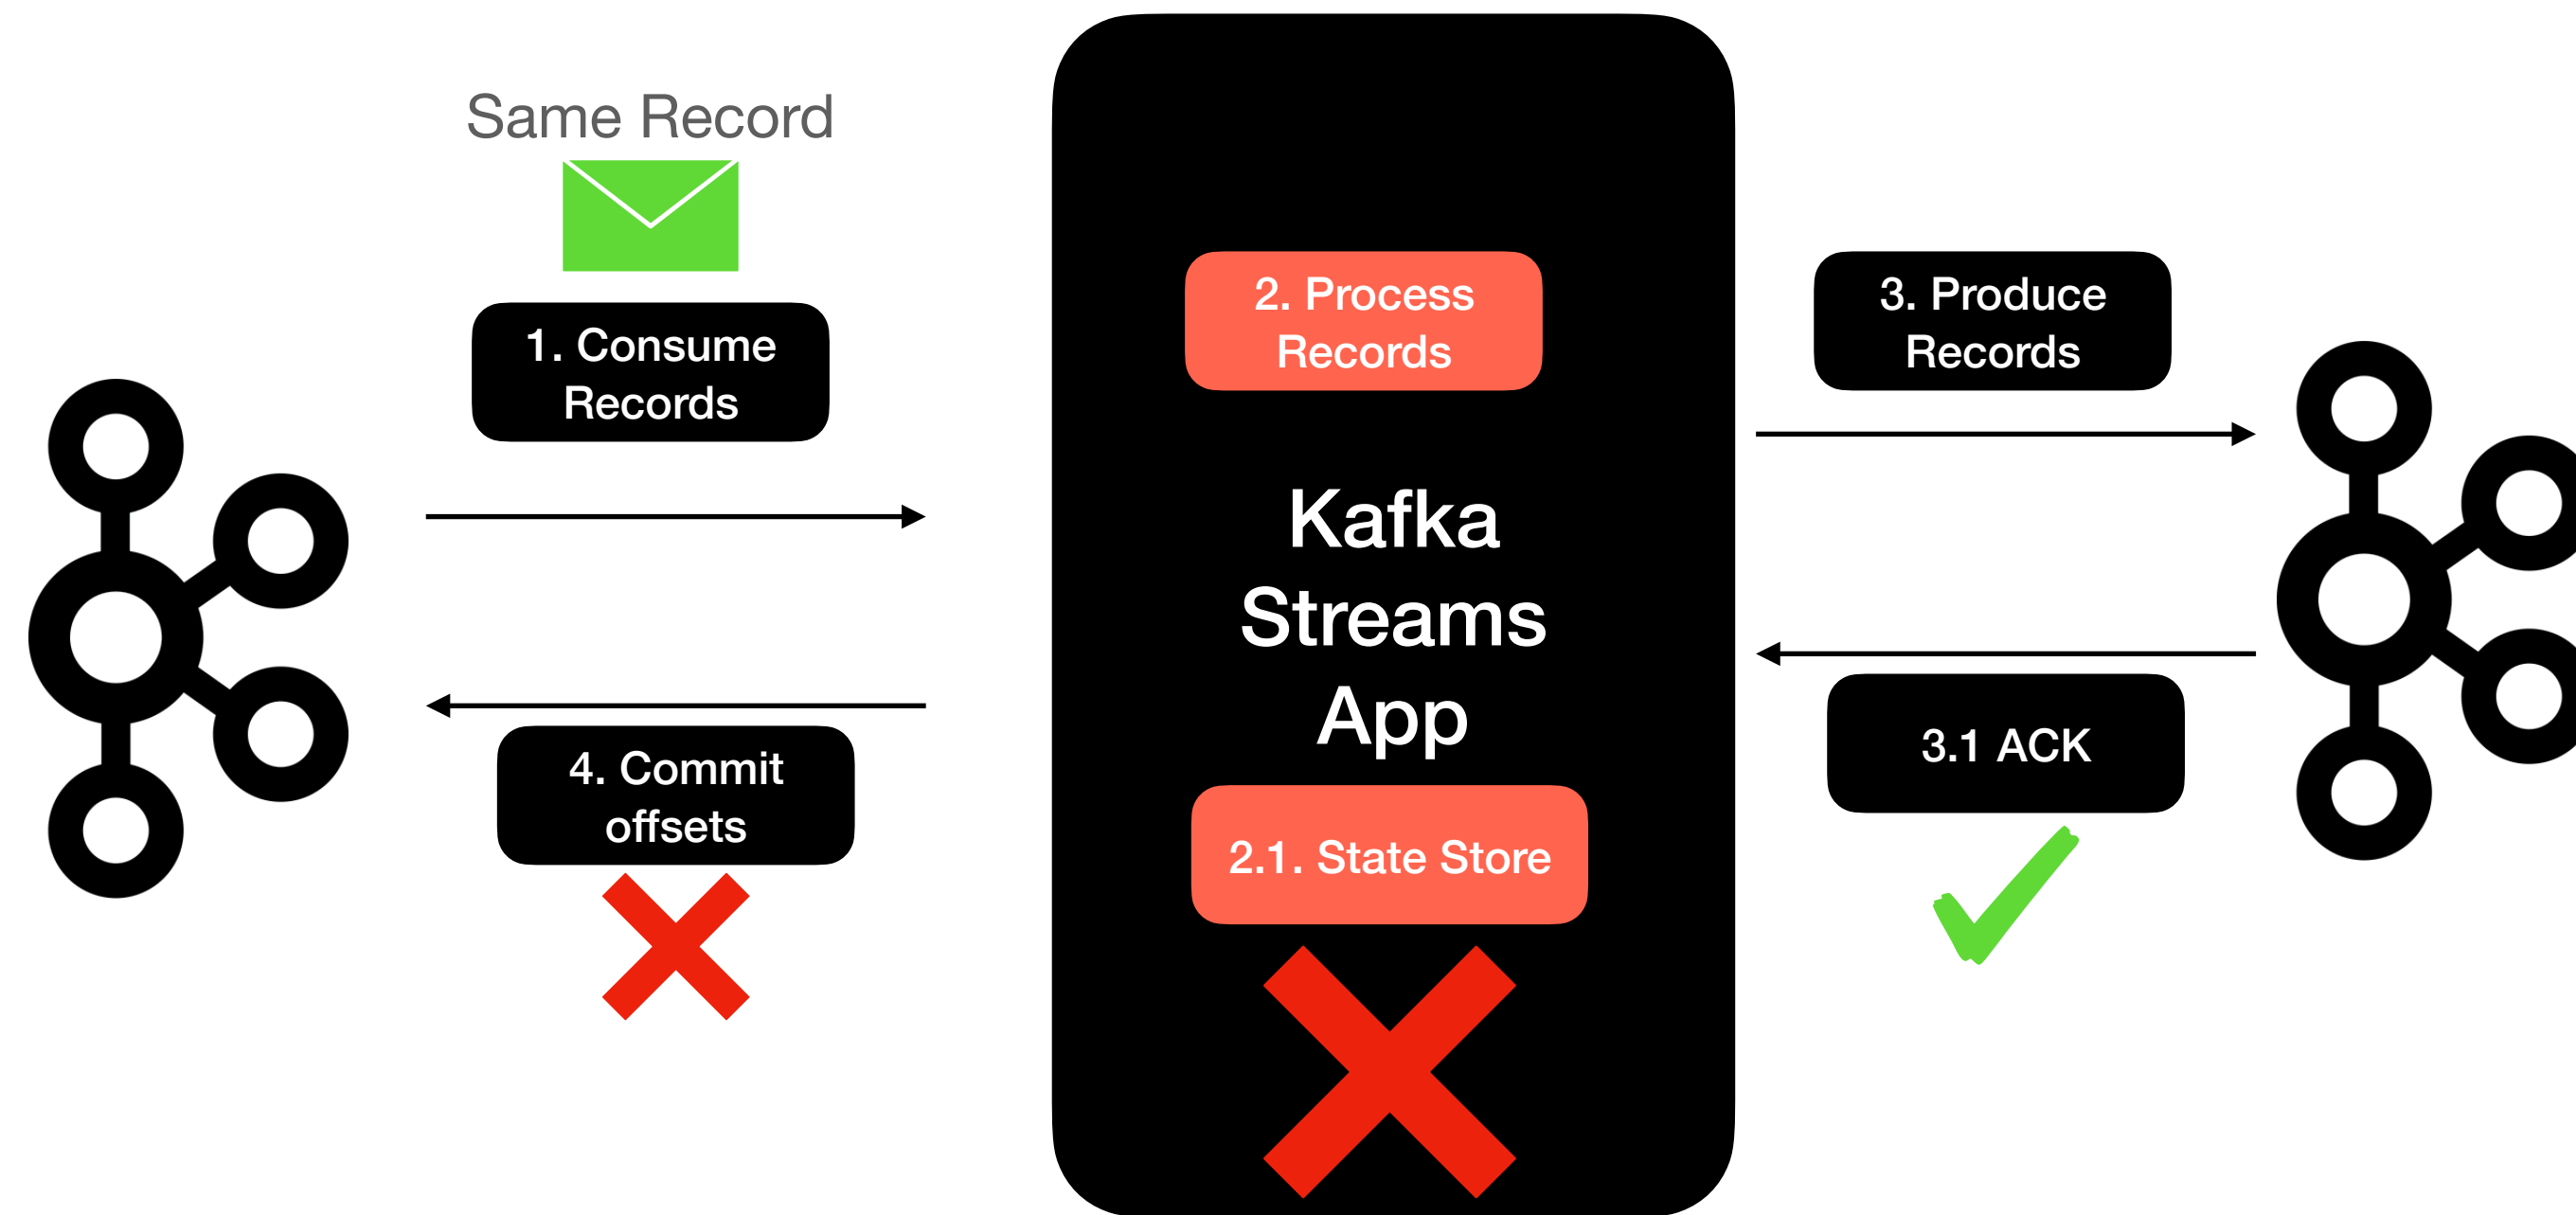 Same Record
1. Consume
Records
2. Process
Records
3. Produce
Records
Kafka
Streams
App
4. Commit
offsets
2.1. State Store
3.1 ACK